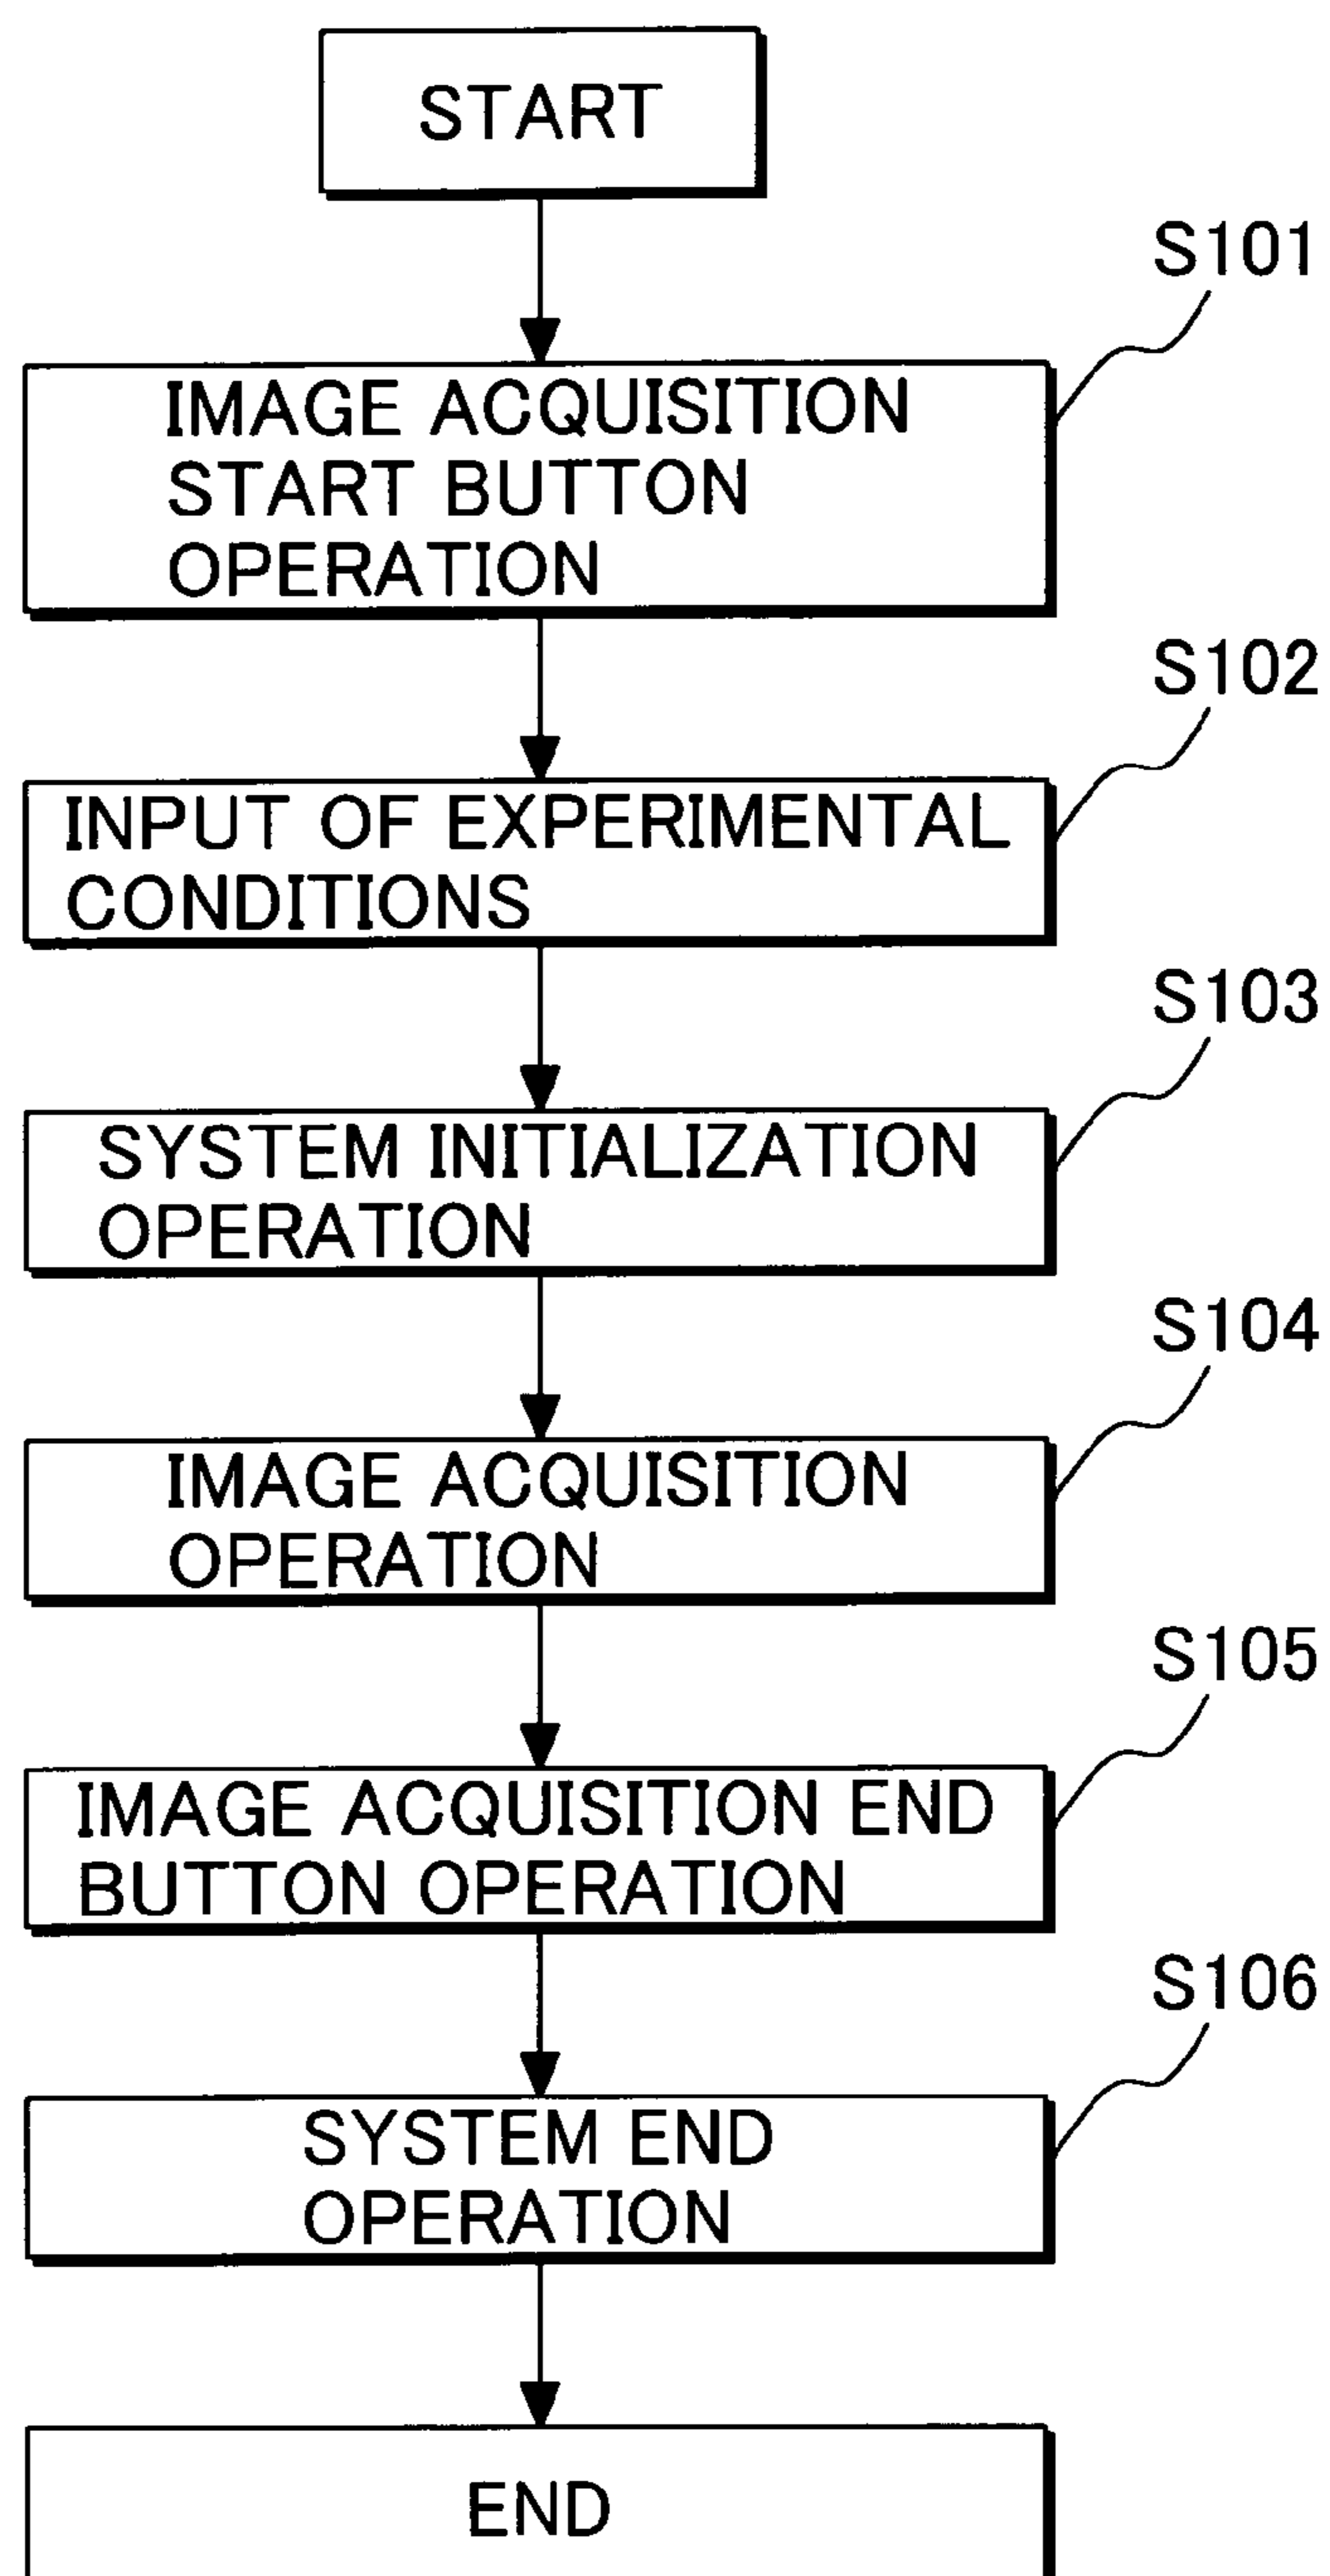 START
S101
IMAGE ACQUISITION
START BUTTON
OPERATION
S102
INPUT OF EXPERIMENTAL
CONDITIONS
S103
SYSTEM INITIALIZATION
OPERATION
S104
IMAGE ACQUISITION
OPERATION
S105
IMAGE ACQUISITION END
BUTTON OPERATION
S106
SYSTEM END
OPERATION
END